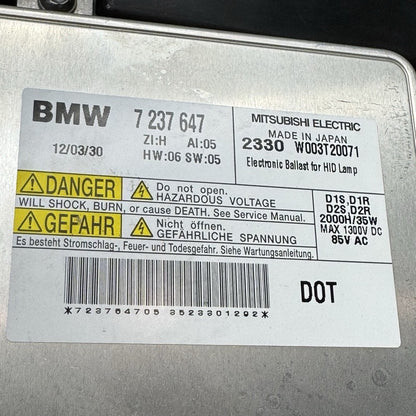 BMW 7 237 647
ZI:H AI:05
12/03/30 HW:06 SW:05
MITSUBISHI ELECTRIC
MADE IN JAPAN
2330 W003T20071
Electronic Ballast for HID Lamp
DANGER
Do not open.
HAZARDOUS VOLTAGE
WILL SHOCK, BURN, or cause DEATH. See Service Manual.
GEFAHR
Nicht öffnen.
GEFÄHRLICHE SPANNUNG
Es besteht Stromschlag-, Feuer- und Todesgefahr. Siehe Wartungsanleitung.
D1S,D1R
D2S,D2R
2000H/35W
MAX 1300V DC
85V AC
*723764705 3523301292*
DOT